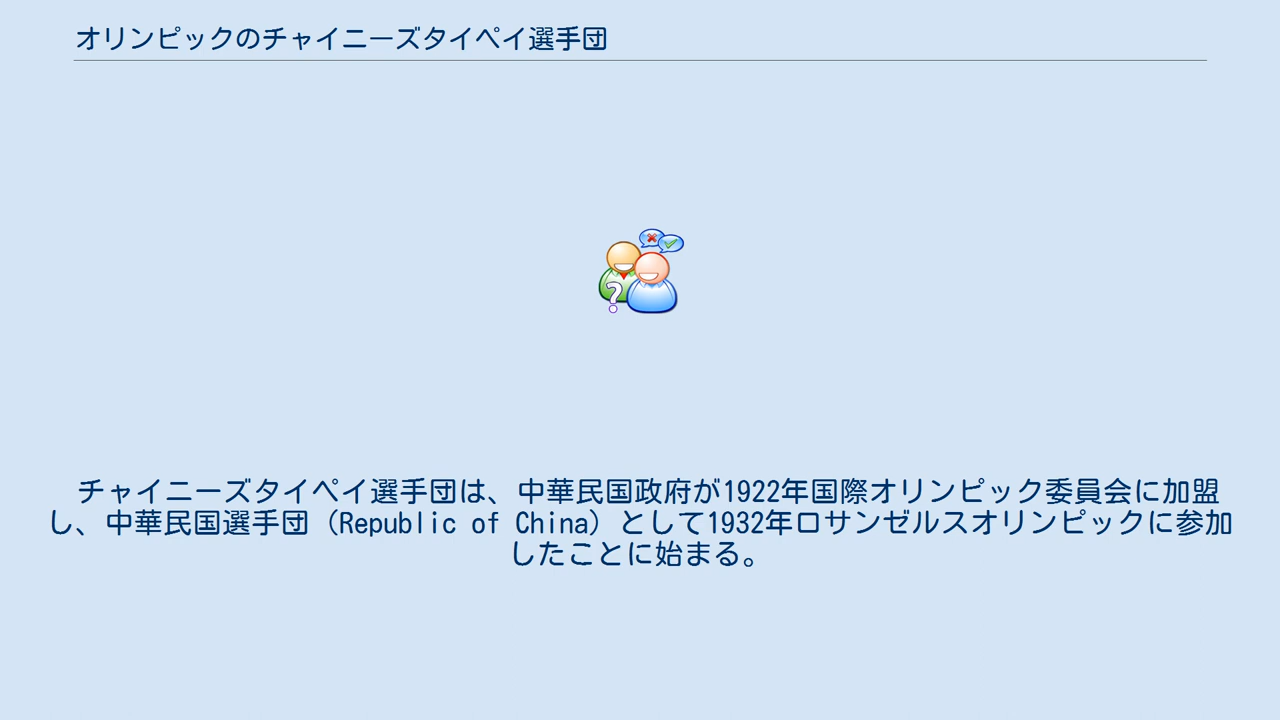 オリンピックのチャイニーズタイペイ選手団
チャイニーズタイペイ選手団は、中華民国政府が1922年国際オリンピック委員会に加盟
し、中華民国選手団（Republic of China）として1932年ロサンゼルスオリンピックに参加
したことに始まる。